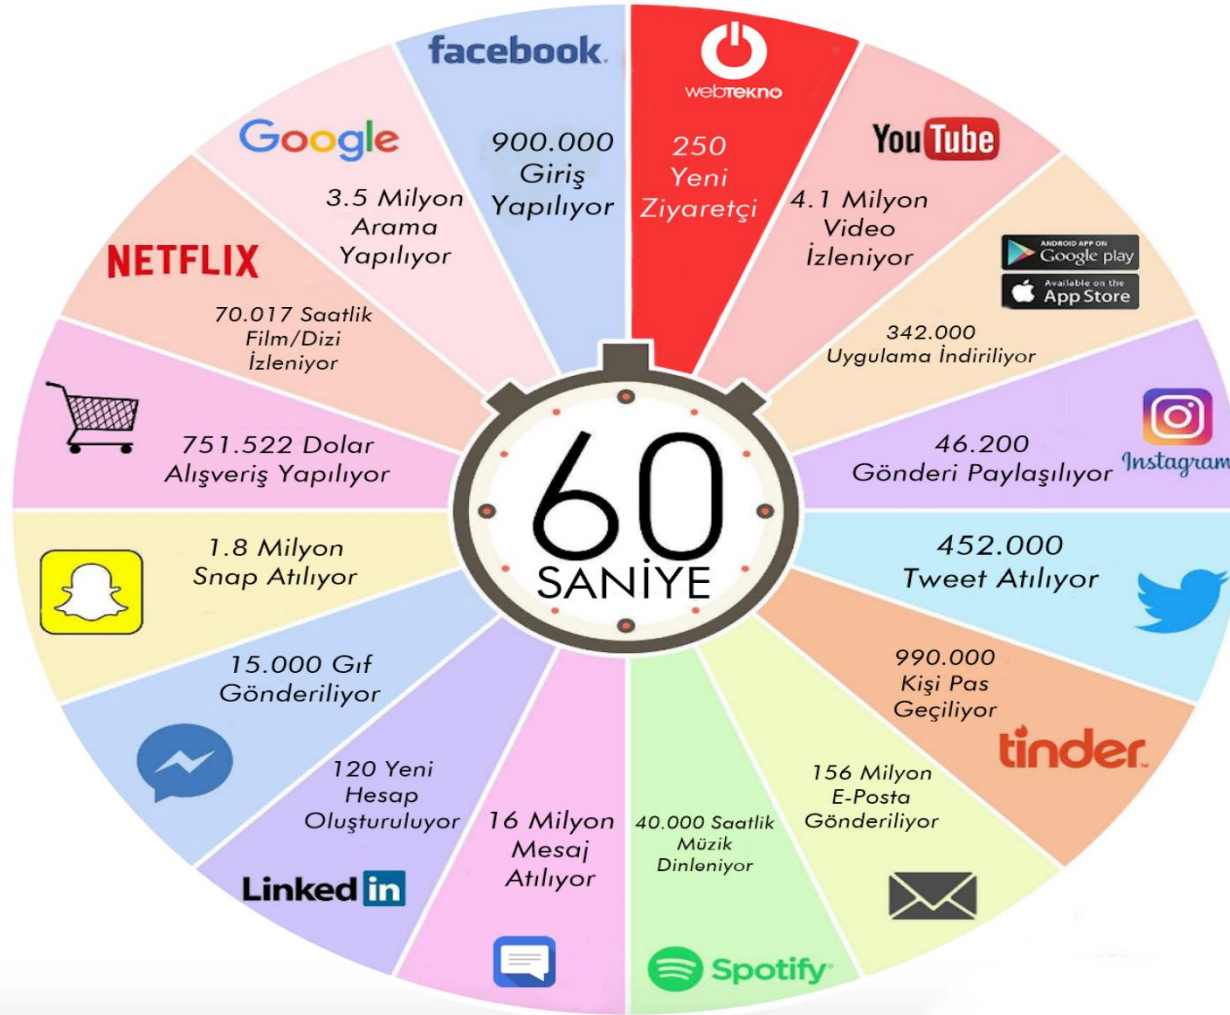 facebook.
900.000
Giriş
Yapılıyor
webтeкno
250
Yeni
Ziyaretçi
YouTube
4.1 Milyon
Video
İzleniyor
ANDROID APP ON
Google play
Available on the
App Store
342.000
Uygulama İndiriliyor
46.200
Gönderi Paylaşılıyor
Instagram
452.000
Tweet Atılıyor
990.000
Kişi Pas
Geçiliyor
tinder
156 Milyon
E-Posta
Gönderiliyor
40.000 Saatlik
Müzik
Dinleniyor
Spotify
16 Milyon
Mesaj
Atılıyor
120 Yeni
Hesap
Oluşturuluyor
Linked in
15.000 Gıf
Gönderiliyor
1.8 Milyon
Snap Atılıyor
751.522 Dolar
Alışveriş Yapılıyor
NETFLIX
70.017 Saatlik
Film/Dizi
İzleniyor
Google
3.5 Milyon
Arama
Yapılıyor
60
SANİYE